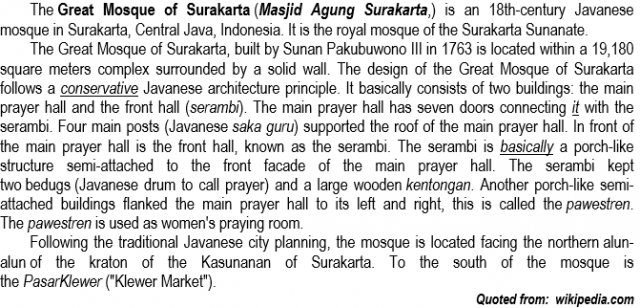 The Great Mosque of Surakarta (Masjid Agung Surakarta,) is an 18th-century Javanese
mosque in Surakarta, Central Java, Indonesia. It is the royal mosque of the Surakarta Sunanate.
The Great Mosque of Surakarta, built by Sunan Pakubuwono III in 1763 is located within a 19,180
square meters complex surrounded by a solid wall. The design of the Great Mosque of Surakarta
follows a conservative Javanese architecture principle. It basically consists of two buildings: the main
prayer hall and the front hall (serambi). The main prayer hall has seven doors connecting it with the
serambi. Four main posts (Javanese saka guru) supported the roof of the main prayer hall. In front of
the main prayer hall is the front hall, known as the serambi. The serambi is basically a porch-like
structure semi-attached to the front facade of the main prayer hall. The serambi kept
two bedugs (Javanese drum to call prayer) and a large wooden kentongan. Another porch-like semi-
attached buildings flanked the main prayer hall to its left and right, this is called the pawestren.
The pawestren is used as women's praying room.
Following the traditional Javanese city planning, the mosque is located facing the northern alun-
alun of the kraton of the Kasunanan of Surakarta. To the south of the mosque is
the PasarKlewer ("Klewer Market").
Quoted from: wikipedia.com